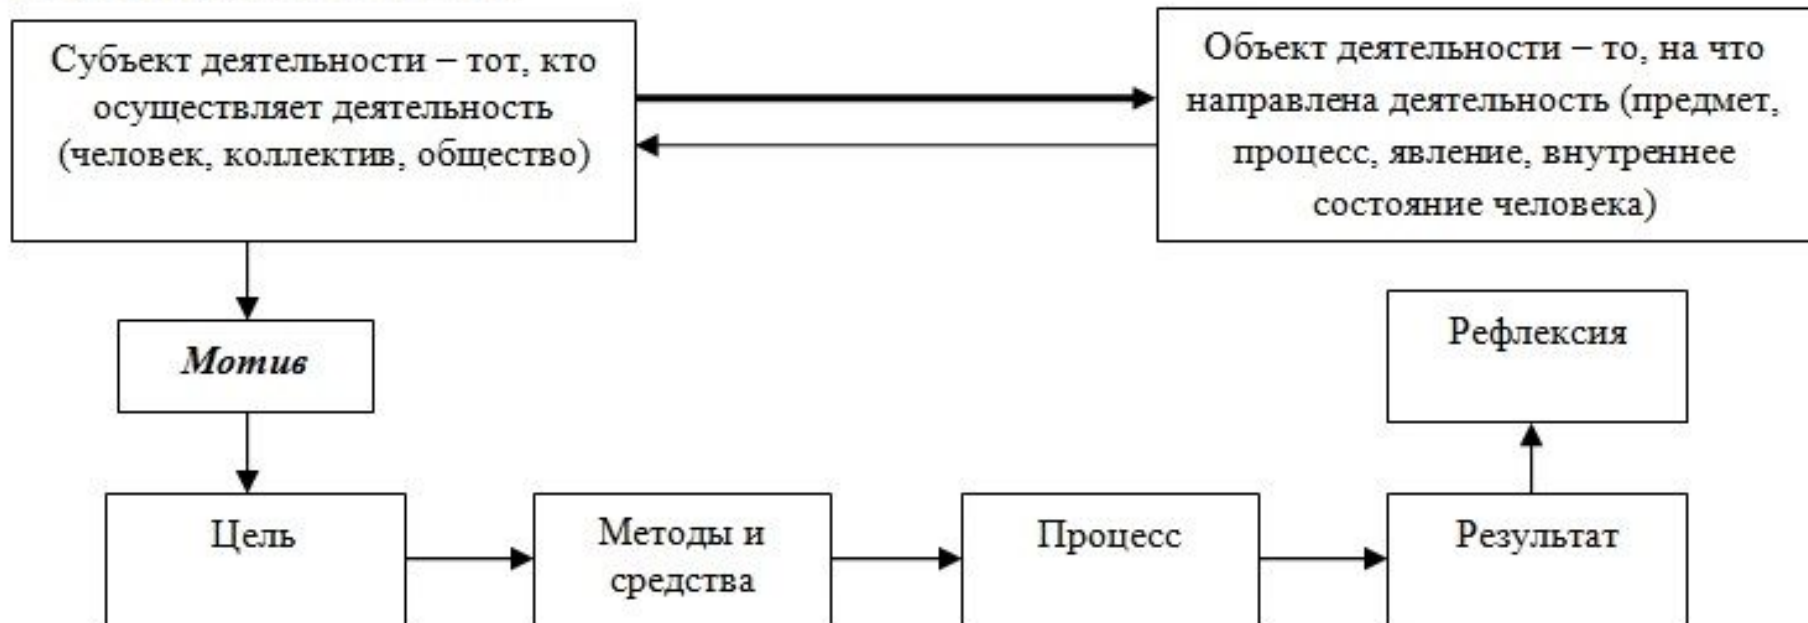 Субъект деятельности – тот, кто
осуществляет деятельность
(человек, коллектив, общество)
Объект деятельности – то, на что
направлена деятельность (предмет,
процесс, явление, внутреннее
состояние человека)
Мотив
Рефлексия
Цель
Методы и
средства
Процесс
Результат